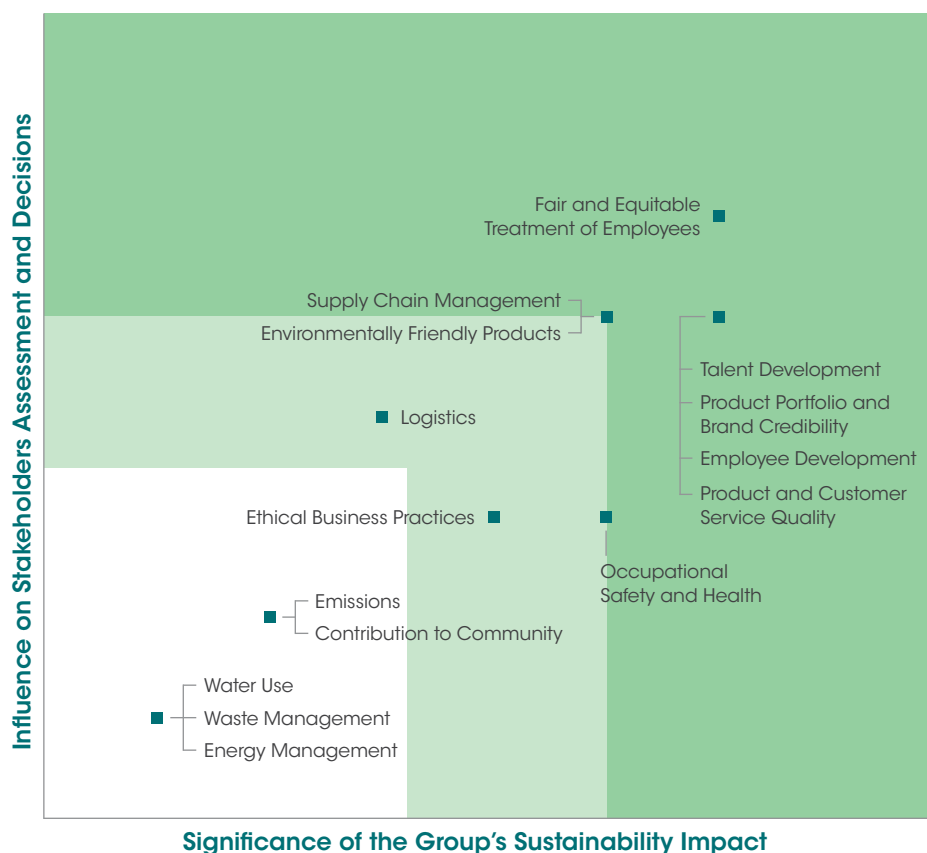 Influence on Stakeholders Assessment and Decisions
Fair and Equitable
Treatment of Employees
Supply Chain Management
Environmentally Friendly Products
Talent Development
Product Portfolio and
Brand Credibility
Logistics
Employee Development
Product and Customer
Service Quality
Ethical Business Practices
Occupational
Safety and Health
Emissions
Contribution to Community
Water Use
Waste Management
Energy Management
Significance of the Group's Sustainability Impact